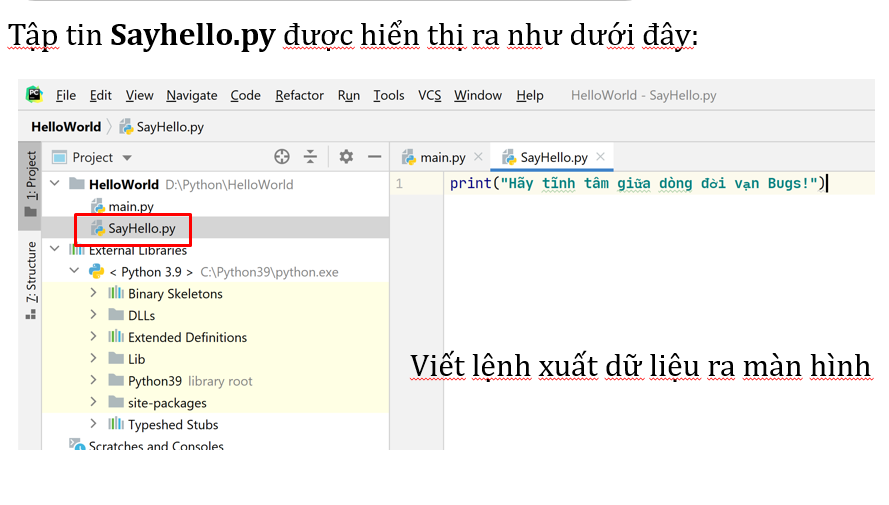 Tập tin Sayhello.py được hiển thị ra như dưới đây:
PC File Edit View Navigate Code Refactor Run Tools VCS Window Help HelloWorld - SayHello.py
HelloWorld SayHello.py
1: Project
Project
main.py SayHello.py
HelloWorld D:\Python\HelloWorld
main.py
SayHello.py
External Libraries
< Python 3.9 > C:\Python39\python.exe
Binary Skeletons
DLLs
Extended Definitions
Lib
Python39 library root
site-packages
Typeshed Stubs
Scratches and Consoles
7: Structure
1 print("Hãy tĩnh tâm giữa dòng đời vạn Bugs!")
Viết lệnh xuất dữ liệu ra màn hình